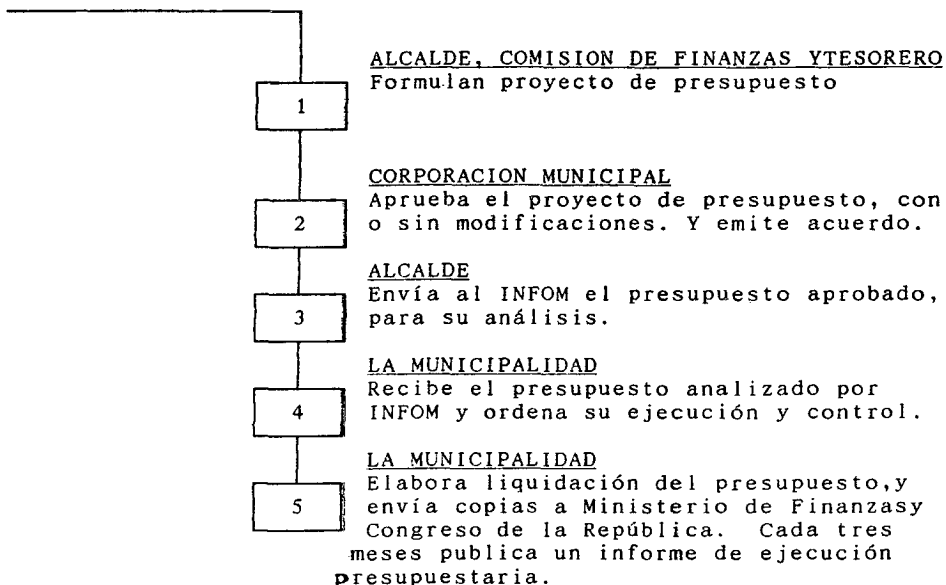 ALCALDE, COMISION DE FINANZAS YTESORERO
1
Formulan proyecto de presupuesto
CORPORACION MUNICIPAL
2
Aprueba el proyecto de presupuesto, con
o sin modificaciones. Y emite acuerdo.
ALCALDE
3
Envía al INFOM el presupuesto aprobado,
para su análisis.
LA MUNICIPALIDAD
4
Recibe el presupuesto analizado por
INFOM y ordena su ejecución y control.
LA MUNICIPALIDAD
5
Elabora liquidación del presupuesto,y
envía copias a Ministerio de Finanzasy
Congreso de la República. Cada tres
meses publica un informe de ejecución
presupuestaria.